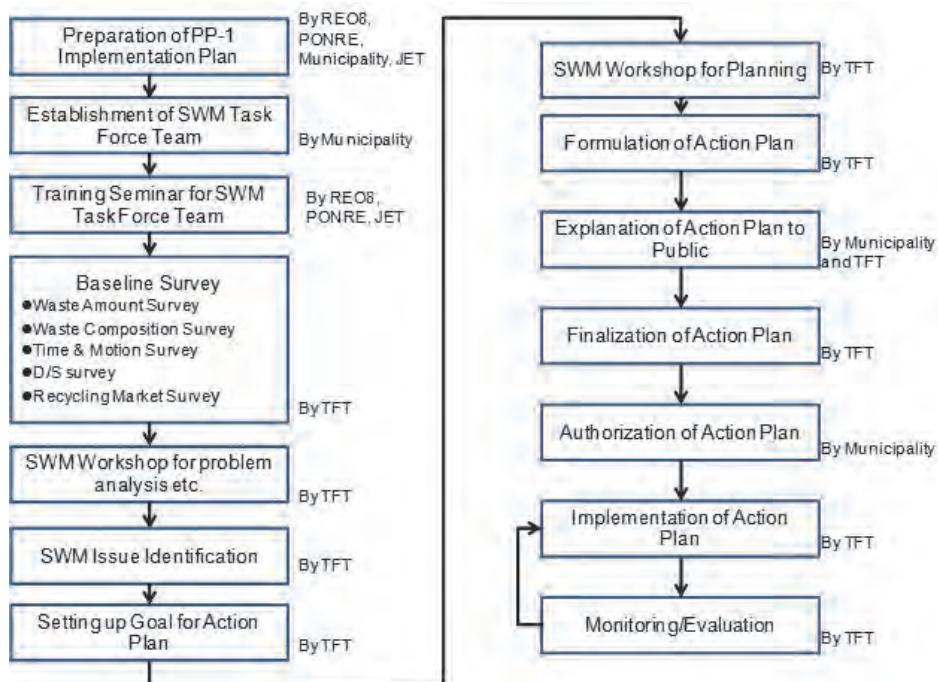 Preparation of PP-1
Implementation Plan
By REO8,
PONRE,
Municipality, JET
Establishment of SWM Task
Force Team
By Municipality
Training Seminar for SWM
Task Force Team
By REO8,
PONRE, JET
Baseline Survey
●Waste Amount Survey
●Waste Composition Survey
●Time & Motion Survey
●D/S survey
●Recycling Market Survey
By TFT
SWM Workshop for problem
analysis etc.
By TFT
SWM Issue Identification
By TFT
Setting up Goal for Action
Plan
By TFT
SWM Workshop for Planning
By TFT
Formulation of Action Plan
By TFT
Explanation of Action Plan to
Public
By Municipality
and TFT
Finalization of Action Plan
By TFT
Authorization of Action Plan
By Municipality
Implementation of Action
Plan
By TFT
Monitoring/Evaluation
By TFT